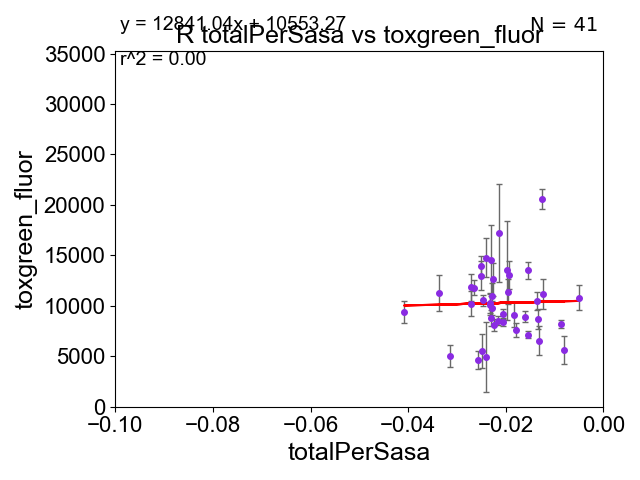 y = 12841.04x + 10553.27
N = 41
R totalPerSasa vs toxgreen_fluor
r^2 = 0.00
35000
30000
25000
20000
15000
10000
5000
0
toxgreen_fluor
−0.10 −0.08 −0.06 −0.04 −0.02 0.00
totalPerSasa